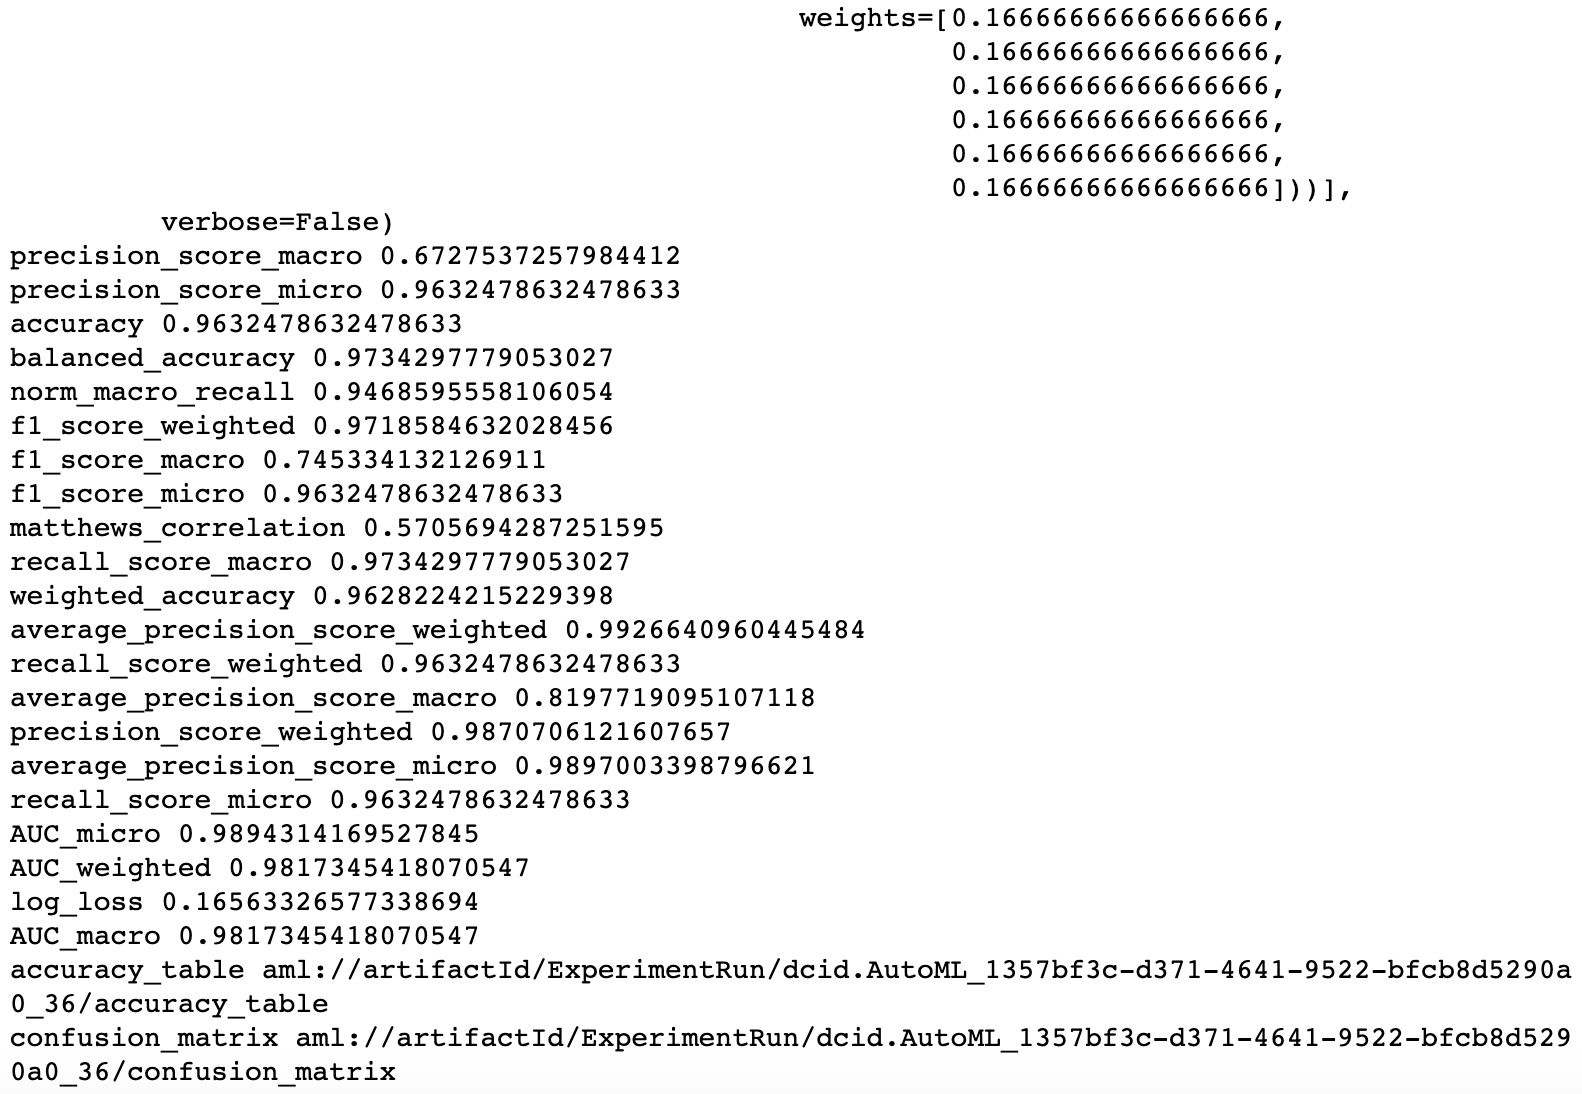 weights=[0.16666666666666666,
0.16666666666666666,
0.16666666666666666,
0.16666666666666666,
0.16666666666666666,
0.16666666666666666]))],
verbose=False)
precision_score_macro 0.6727537257984412
precision_score_micro 0.9632478632478633
accuracy 0.9632478632478633
balanced_accuracy 0.9734297779053027
norm_macro_recall 0.9468595558106054
f1_score_weighted 0.9718584632028456
f1_score_macro 0.745334132126911
f1_score_micro 0.9632478632478633
matthews_correlation 0.5705694287251595
recall_score_macro 0.9734297779053027
weighted_accuracy 0.9628224215229398
average_precision_score_weighted 0.9926640960445484
recall_score_weighted 0.9632478632478633
average_precision_score_macro 0.8197719095107118
precision_score_weighted 0.9870706121607657
average_precision_score_micro 0.9897003398796621
recall_score_micro 0.9632478632478633
AUC_micro 0.9894314169527845
AUC_weighted 0.9817345418070547
log_loss 0.16563326577338694
AUC_macro 0.9817345418070547
accuracy_table aml://artifactId/ExperimentRun/dcid.AutoML_1357bf3c-d371-4641-9522-bfcb8d5290a
0_36/accuracy_table
confusion_matrix aml://artifactId/ExperimentRun/dcid.AutoML_1357bf3c-d371-4641-9522-bfcb8d529
0a0_36/confusion_matrix